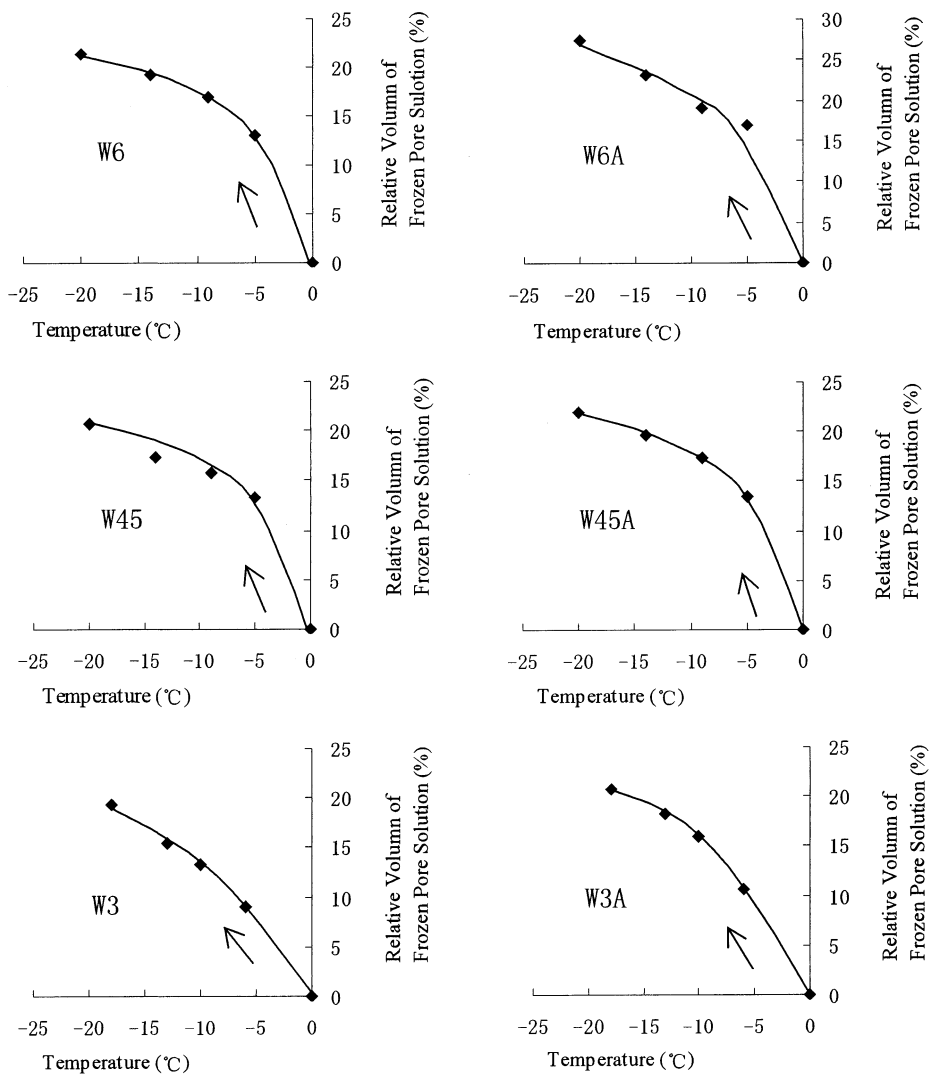 25
20
15
10
5
0
Relative Volumn of
Frozen Pore Sulotion (%)
W6
-25 -20 -15 -10 -5 0
Temperature (℃)
30
25
20
15
10
5
0
Relative Volumn of
Frozen Pore Solution (%)
W6A
-25 -20 -15 -10 -5 0
Temperature (℃)
25
20
15
10
5
0
Relative Volumn of
Frozen Pore Solution (%)
W45
-25 -20 -15 -10 -5 0
Temperature (℃)
25
20
15
10
5
0
Relative Volumn of
Frozen Pore Solution (%)
W45A
-25 -20 -15 -10 -5 0
Temperature (℃)
25
20
15
10
5
0
Relative Volumn of
Frozen Pore Solution (%)
W3
-25 -20 -15 -10 -5 0
Temperature (℃)
25
20
15
10
5
0
Relative Volumn of
Frozen Pore Solution (%)
W3A
-25 -20 -15 -10 -5 0
Temperature (℃)